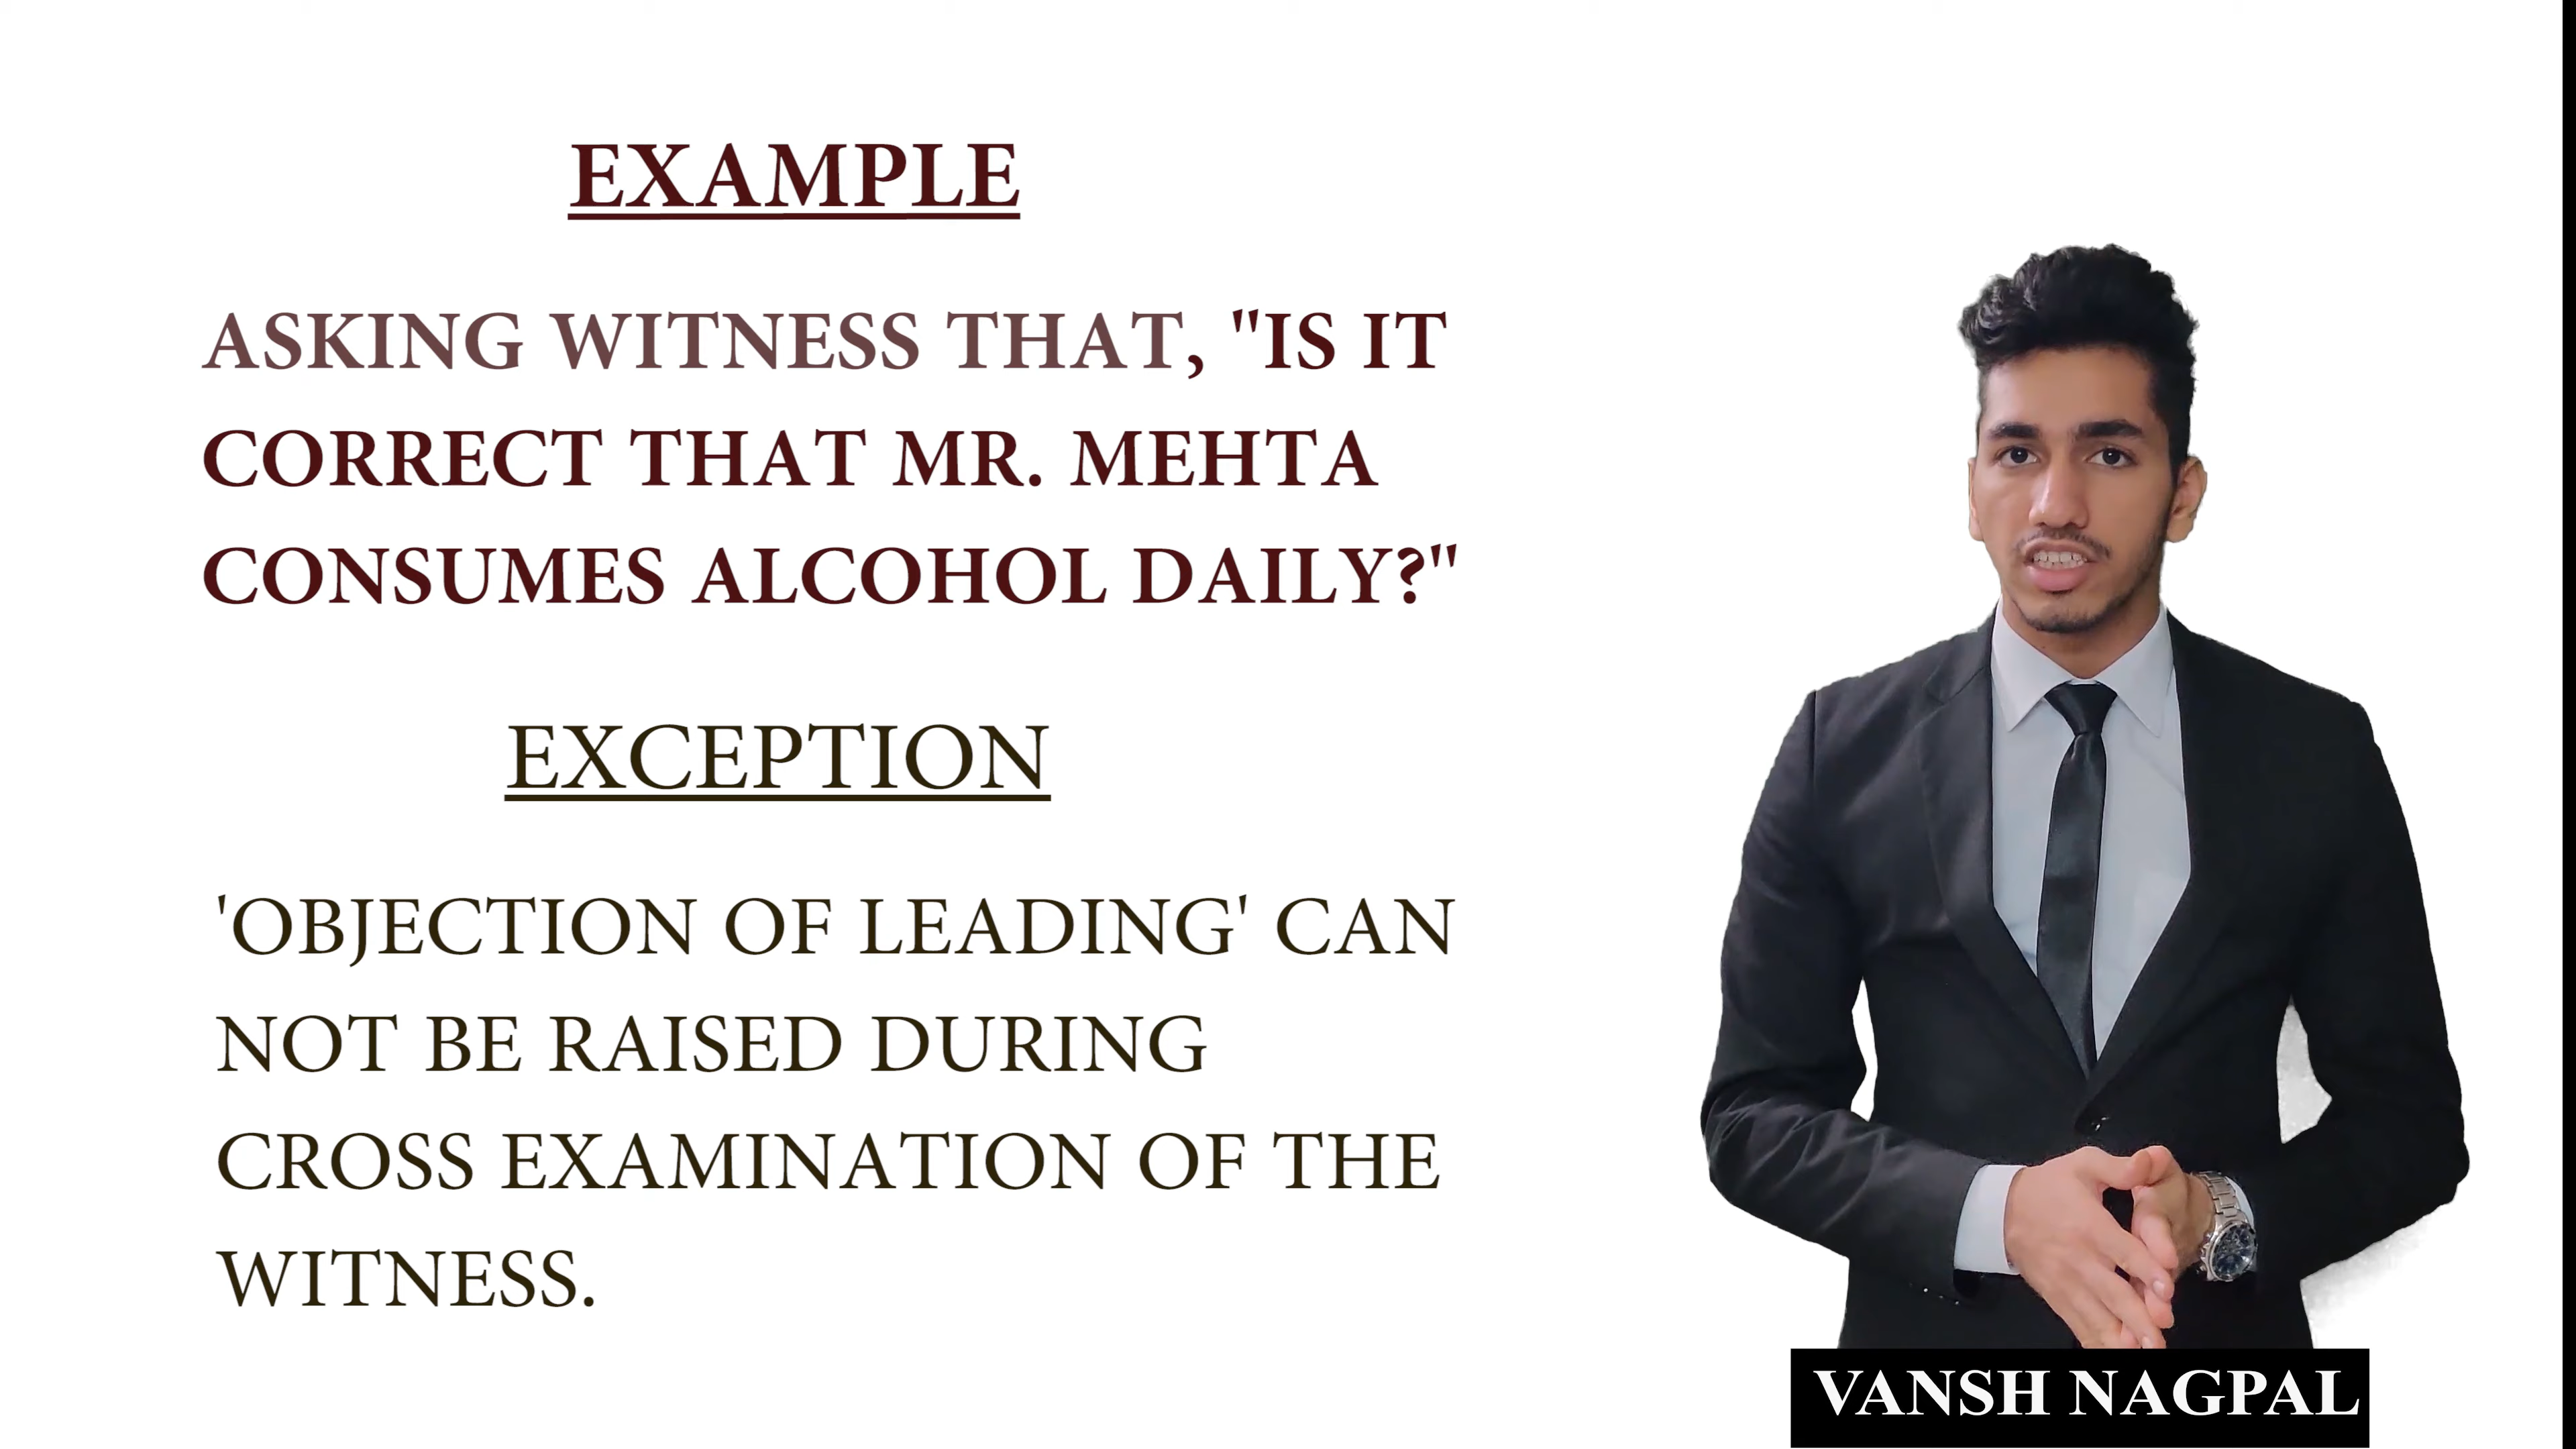 EXAMPLE
ASKING WITNESS THAT, "IS IT
CORRECT THAT MR. MEHTA
CONSUMES ALCOHOL DAILY?"
EXCEPTION
'OBJECTION OF LEADING' CAN
NOT BE RAISED DURING
CROSS EXAMINATION OF THE
WITNESS.
VANSH NAGPAL